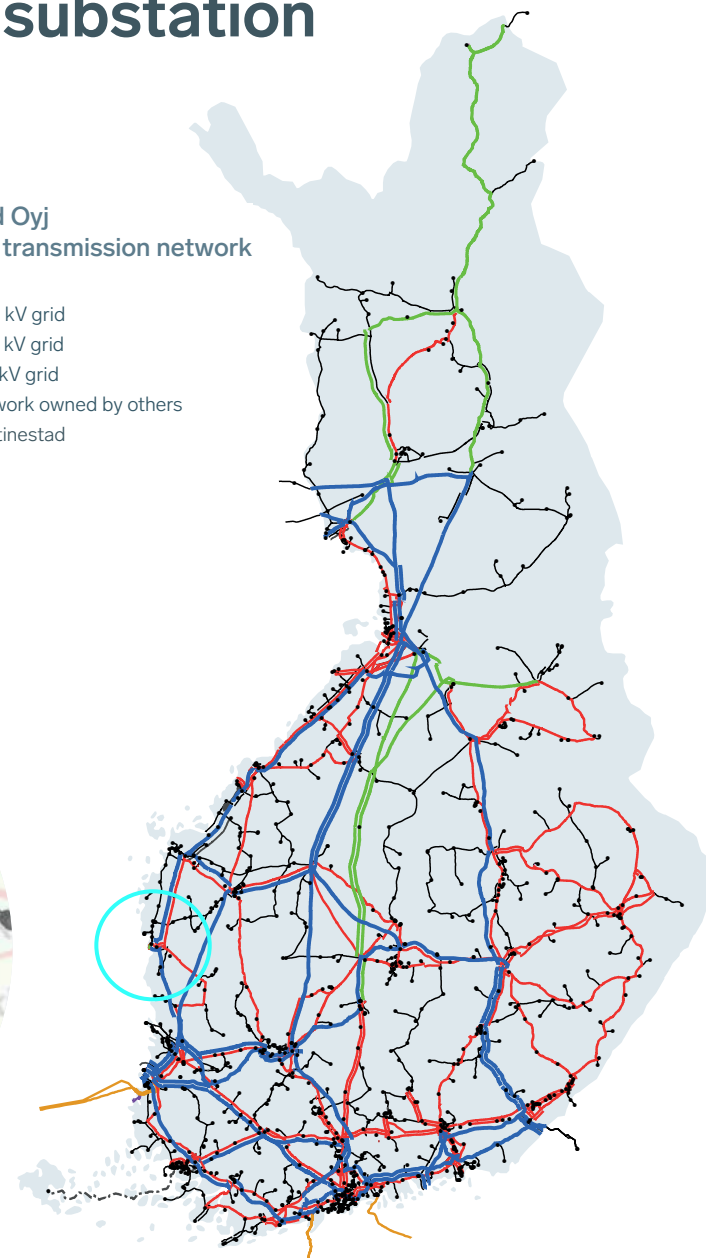 substation
d Oyj
transmission network
kV grid
kV grid
kV grid
work owned by others
tinestad